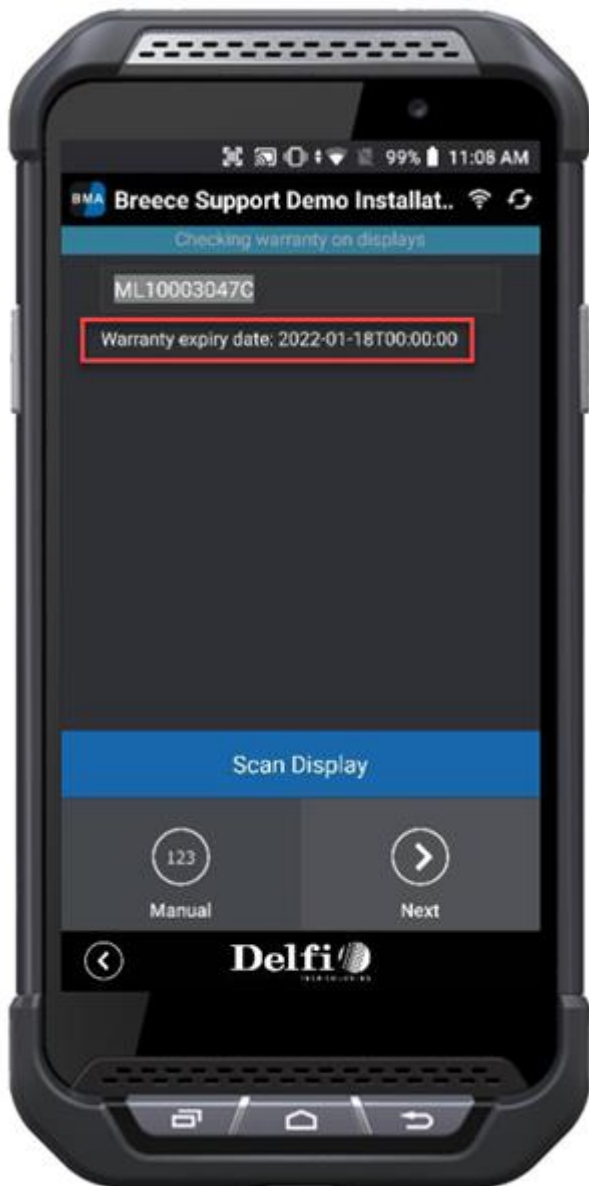 99% 11:08 AM
BMA Breece Support Demo Installat..
Checking warranty on displays
ML10003047C
Warranty expiry date: 2022-01-18T00:00:00
Scan Display
123
Manual
Next
Delfi